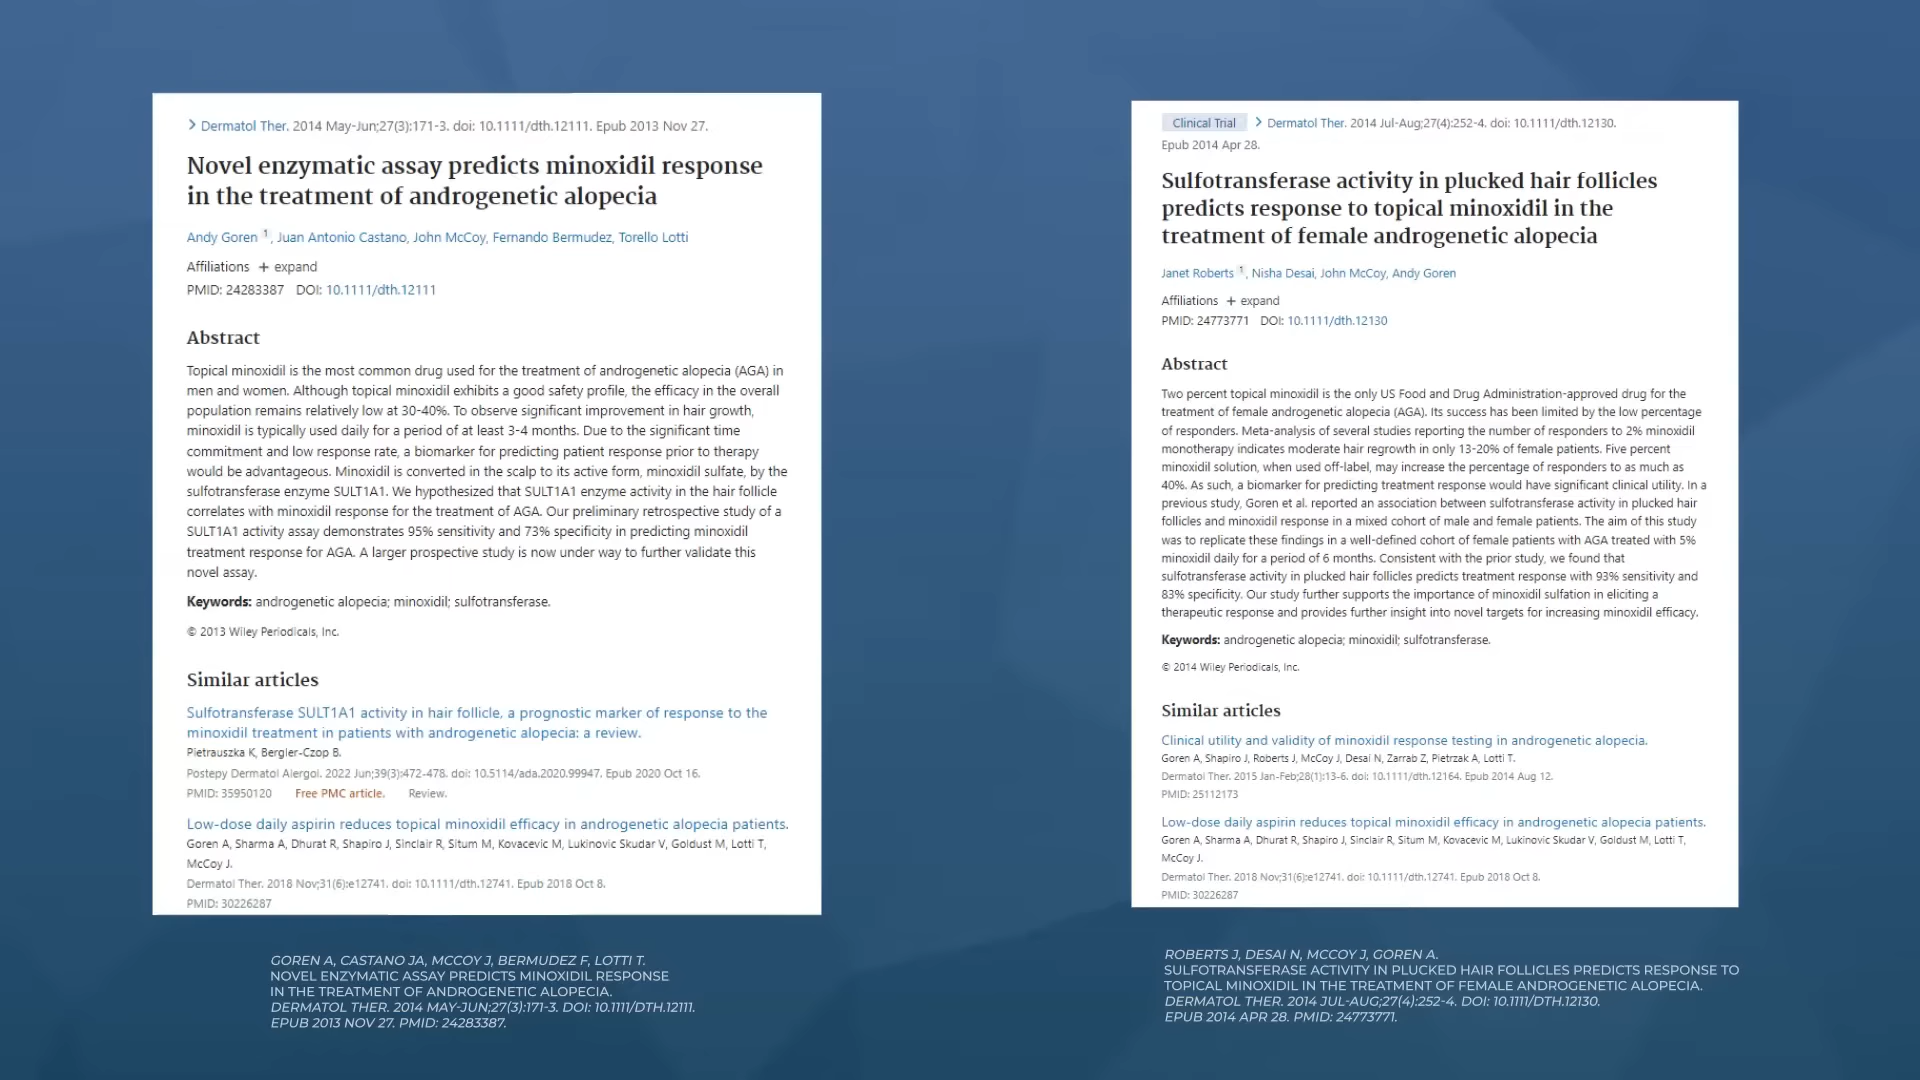 > Dermatol Ther. 2014 May-Jun;27(3):171-3. doi: 10.1111/dth.12111. Epub 2013 Nov 27.
Novel enzymatic assay predicts minoxidil response
in the treatment of androgenetic alopecia
Andy Goren 1, Juan Antonio Castano, John McCoy, Fernando Bermudez, Torello Lotti
Affiliations + expand
PMID: 24283387 DOI: 10.1111/dth.12111
Abstract
Topical minoxidil is the most common drug used for the treatment of androgenetic alopecia (AGA) in
men and women. Although topical minoxidil exhibits a good safety profile, the efficacy in the overall
population remains relatively low at 30-40%. To observe significant improvement in hair growth,
minoxidil is typically used daily for a period of at least 3-4 months. Due to the significant time
commitment and low response rate, a biomarker for predicting patient response prior to therapy
would be advantageous. Minoxidil is converted in the scalp to its active form, minoxidil sulfate, by the
sulfotransferase enzyme SULT1A1. We hypothesized that SULT1A1 enzyme activity in the hair follicle
correlates with minoxidil response for the treatment of AGA. Our preliminary retrospective study of a
SULT1A1 activity assay demonstrates 95% sensitivity and 73% specificity in predicting minoxidil
treatment response for AGA. A larger prospective study is now under way to further validate this
novel assay.
Keywords: androgenetic alopecia; minoxidil; sulfotransferase.
© 2013 Wiley Periodicals, Inc.
Similar articles
Sulfotransferase SULT1A1 activity in hair follicle, a prognostic marker of response to the
minoxidil treatment in patients with androgenetic alopecia: a review.
Pietrauszka K, Bergler-Czop B.
Postepy Dermatol Alergol. 2022 Jun;39(3):472-478. doi: 10.5114/ada.2020.99947. Epub 2020 Oct 16.
PMID: 35950120 Free PMC article. Review.
Low-dose daily aspirin reduces topical minoxidil efficacy in androgenetic alopecia patients.
Goren A, Sharma A, Dhurat R, Shapiro J, Sinclair R, Situm M, Kovacevic M, Lukinovic Skudar V, Goldust M, Lotti T,
McCoy J.
Dermatol Ther. 2018 Nov;31(6):e12741. doi: 10.1111/dth.12741. Epub 2018 Oct 8.
PMID: 30226287
GOREN A, CASTANO JA, MCCOY J, BERMUDEZ F, LOTTI T.
NOVEL ENZYMATIC ASSAY PREDICTS MINOXIDIL RESPONSE
IN THE TREATMENT OF ANDROGENETIC ALOPECIA.
DERMATOL THER. 2014 MAY-JUN;27(3):171-3. DOI: 10.1111/DTH.12111.
EPUB 2013 NOV 27. PMID: 24283387.
Clinical Trial > Dermatol Ther. 2014 Jul-Aug;27(4):252-4. doi: 10.1111/dth.12130.
Epub 2014 Apr 28.
Sulfotransferase activity in plucked hair follicles
predicts response to topical minoxidil in the
treatment of female androgenetic alopecia
Janet Roberts 1, Nisha Desai, John McCoy, Andy Goren
Affiliations + expand
PMID: 24773771 DOI: 10.1111/dth.12130
Abstract
Two percent topical minoxidil is the only US Food and Drug Administration-approved drug for the
treatment of female androgenetic alopecia (AGA). Its success has been limited by the low percentage
of responders. Meta-analysis of several studies reporting the number of responders to 2% minoxidil
monotherapy indicates moderate hair regrowth in only 13-20% of female patients. Five percent
minoxidil solution, when used off-label, may increase the percentage of responders to as much as
40%. As such, a biomarker for predicting treatment response would have significant clinical utility. In a
previous study, Goren et al. reported an association between sulfotransferase activity in plucked hair
follicles and minoxidil response in a mixed cohort of male and female patients. The aim of this study
was to replicate these findings in a well-defined cohort of female patients with AGA treated with 5%
minoxidil daily for a period of 6 months. Consistent with the prior study, we found that
sulfotransferase activity in plucked hair follicles predicts treatment response with 93% sensitivity and
83% specificity. Our study further supports the importance of minoxidil sulfation in eliciting a
therapeutic response and provides further insight into novel targets for increasing minoxidil efficacy.
Keywords: androgenetic alopecia; minoxidil; sulfotransferase.
© 2014 Wiley Periodicals, Inc.
Similar articles
Clinical utility and validity of minoxidil response testing in androgenetic alopecia.
Goren A, Shapiro J, Roberts J, McCoy J, Desai N, Zarrab Z, Pietrzak A, Lotti T.
Dermatol Ther. 2015 Jan-Feb;28(1):13-6. doi: 10.1111/dth.12164. Epub 2014 Aug 12.
PMID: 25112173
Low-dose daily aspirin reduces topical minoxidil efficacy in androgenetic alopecia patients.
Goren A, Sharma A, Dhurat R, Shapiro J, Sinclair R, Situm M, Kovacevic M, Lukinovic Skudar V, Goldust M, Lotti T,
McCoy J.
Dermatol Ther. 2018 Nov;31(6):e12741. doi: 10.1111/dth.12741. Epub 2018 Oct 8.
PMID: 30226287
ROBERTS J, DESAI N, MCCOY J, GOREN A.
SULFOTRANSFERASE ACTIVITY IN PLUCKED HAIR FOLLICLES PREDICTS RESPONSE TO
TOPICAL MINOXIDIL IN THE TREATMENT OF FEMALE ANDROGENETIC ALOPECIA.
DERMATOL THER. 2014 JUL-AUG;27(4):252-4. DOI: 10.1111/DTH.12130.
EPUB 2014 APR 28. PMID: 24773771.